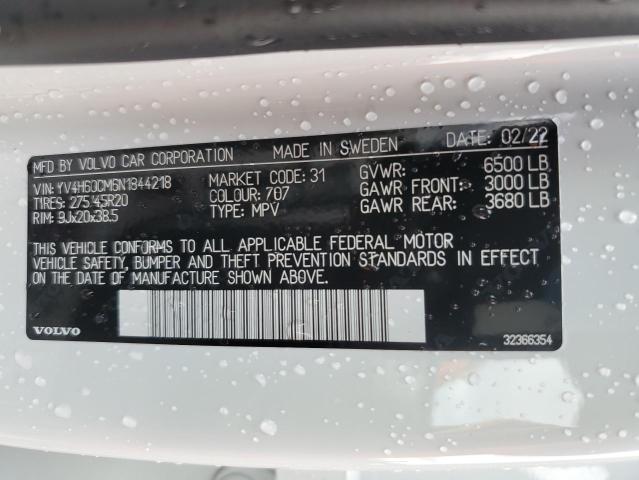 MFD BY VOLVO CAR CORPORATION MADE IN SWEDEN DATE: 02/22
VIN: YV4H60CM6N1844218 MARKET CODE: 31 GVWR: 6500 LB
TIRES: 275/45R20 COLOUR: 707 GAWR FRONT: 3000 LB
RIM: 9Jx20x38.5 TYPE: MPV GAWR REAR: 3680 LB
THIS VEHICLE CONFORMS TO ALL APPLICABLE FEDERAL MOTOR
VEHICLE SAFETY, BUMPER AND THEFT PREVENTION STANDARDS IN EFFECT
ON THE DATE OF MANUFACTURE SHOWN ABOVE.
VOLVO 32366354